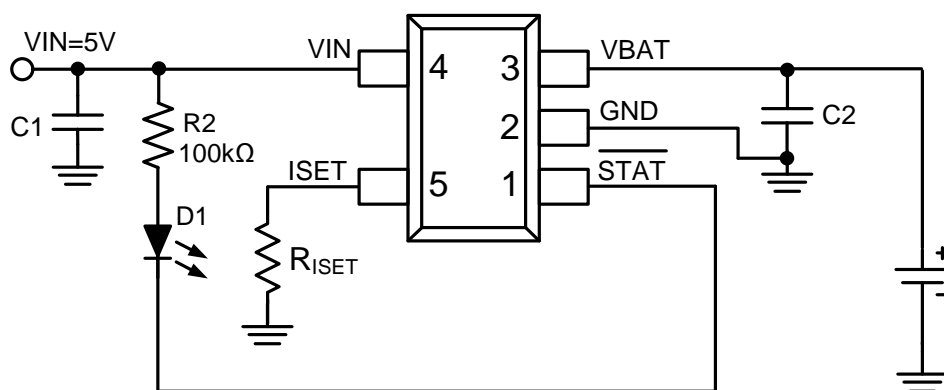 VIN=5V
VIN
4
3
VBAT
C1
R2
100kΩ
2
GND
C2
ISET
5
1
STAT
D1
RISET
+
-